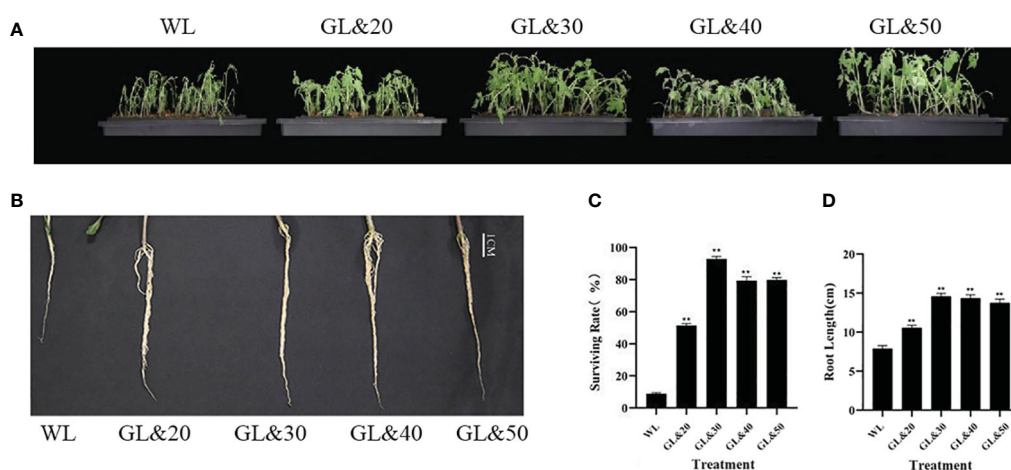 A
WL GL&20 GL&30 GL&40 GL&50
B
1CM
WL GL&20 GL&30 GL&40 GL&50
C
Surviving Rate( %)
100
80
60
40
20
0
** ** ** **
WL GL&20 GL&30 GL&40 GL&50
Treatment
D
Root Length(cm)
20
15
10
5
0
** ** ** **
WL GL&20 GL&30 GL&40 GL&50
Treatment